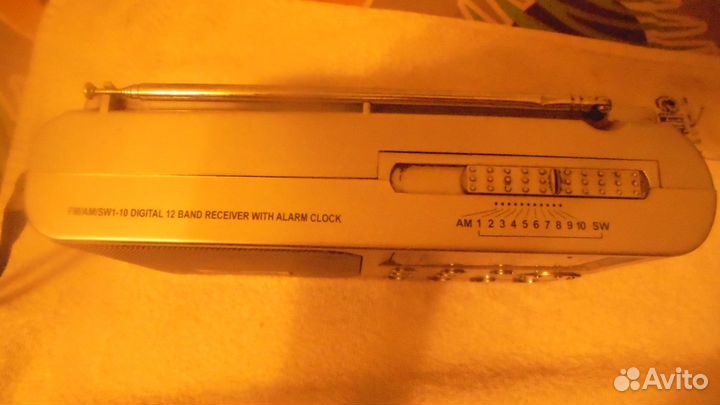 FM/AM/SW1-10 DIGITAL 12 BAND RECEIVER WITH ALARM CLOCK
AM 1 2 3 4 5 6 7 8 9 10 SW
Avito